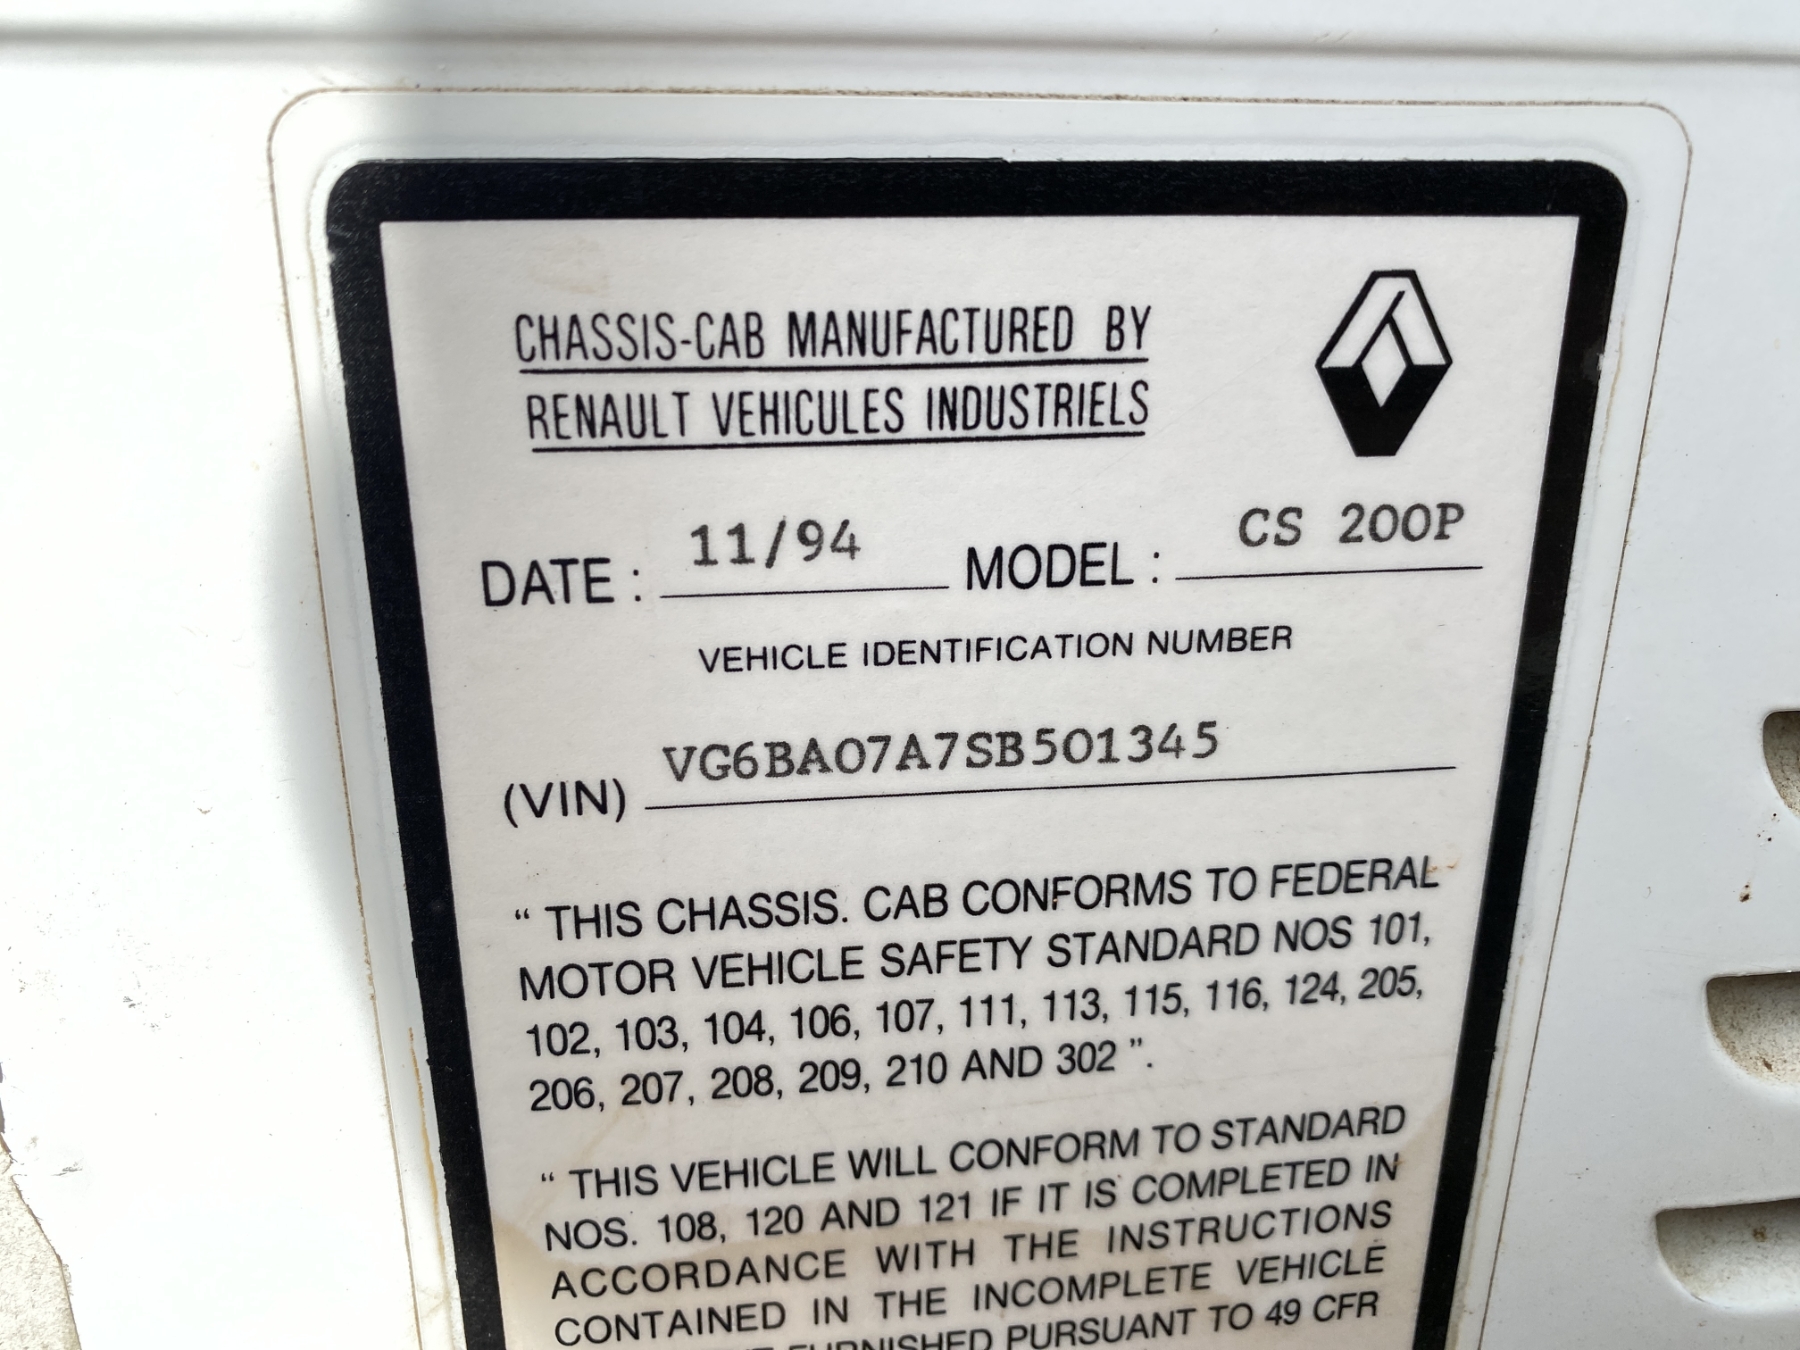 CHASSIS-CAB MANUFACTURED BY
RENAULT VEHICULES INDUSTRIELS
DATE : 11/94 MODEL : CS 200P
VEHICLE IDENTIFICATION NUMBER
(VIN) VG6BA07A7SB501345
“ THIS CHASSIS. CAB CONFORMS TO FEDERAL
MOTOR VEHICLE SAFETY STANDARD NOS 101,
102, 103, 104, 106, 107, 111, 113, 115, 116, 124, 205,
206, 207, 208, 209, 210 AND 302 ”.
“ THIS VEHICLE WILL CONFORM TO STANDARD
NOS. 108, 120 AND 121 IF IT IS COMPLETED IN
ACCORDANCE WITH THE INSTRUCTIONS
CONTAINED IN THE INCOMPLETE VEHICLE
FURNISHED PURSUANT TO 49 CFR